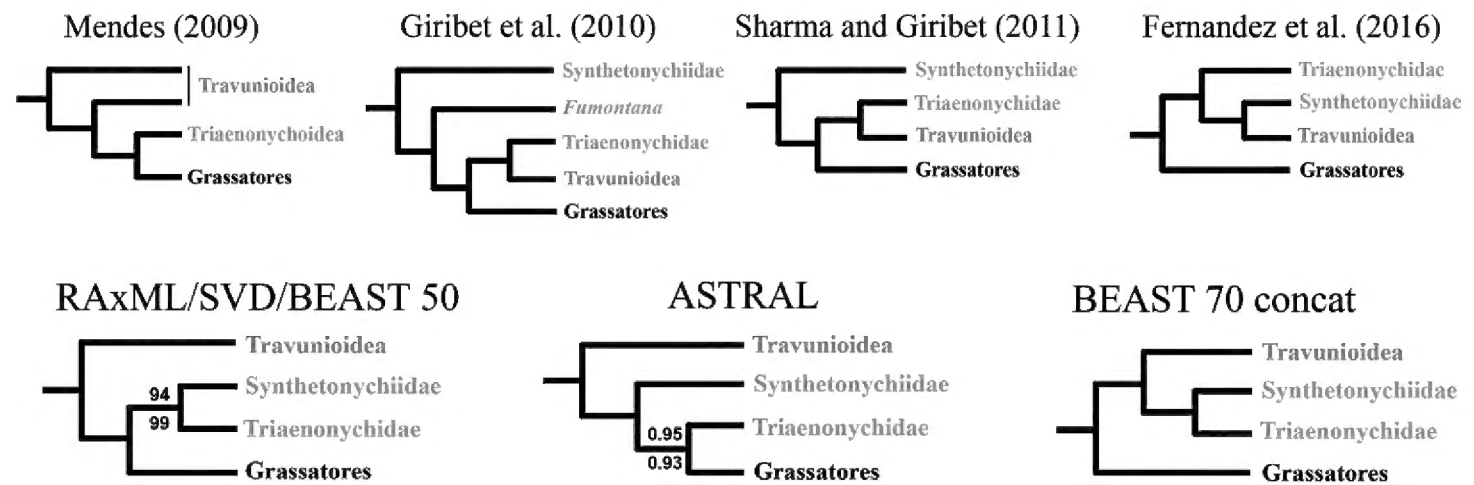 Mendes (2009)
Travunioidea
Triaenonychoidea
Grassatores
Giribet et al. (2010)
Synthetonychiidae
Fumontana
Triaenonychidae
Travunioidea
Grassatores
Sharma and Giribet (2011)
Synthetonychiidae
Triaenonychidae
Travunioidea
Grassatores
Fernandez et al. (2016)
Triaenonychidae
Synthetonychiidae
Travunioidea
Grassatores
RAxML/SVD/BEAST 50
Travunioidea
Synthetonychiidae
94
99
Triaenonychidae
Grassatores
ASTRAL
Travunioidea
Synthetonychiidae
0.95
Triaenonychidae
0.93
Grassatores
BEAST 70 concat
Travunioidea
Synthetonychiidae
Triaenonychidae
Grassatores